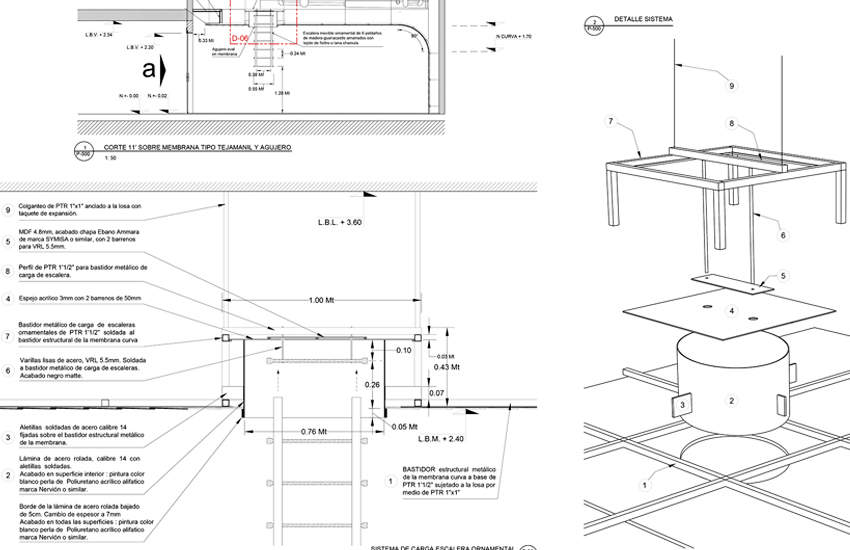 L.B.V. + 2.54
L.B.V. + 2.20
0.33 Mt
D-06
Agujero oval
en membrana
Escalera movible ornamental de 6 peldaños
de madera guanacaste amarrados con
tejido de fieltro o lana chamula.
90°
N CURVA + 1.70
0.24 Mt
0.36 Mt
0.55 Mt
1.28 Mt
a
N.+- 0.00
N.+- 0.02
1
P-500
CORTE 11' SOBRE MEMBRANA TIPO TEJAMANIL Y AGUJERO
1: 50
9
Colganteo de PTR 1"x1" anclado a la losa con
taquete de expansión.
5
MDF 4.8mm, acabado chapa Ebano Ammara
de marca SYMISA o similar, con 2 barrenos
para VRL 5.5mm.
8
Perfil de PTR 1'1/2" para bastidor metálico de
carga de escalera.
4
Espejo acrílico 3mm con 2 barrenos de 50mm
7
Bastidor metálico de carga de escaleras
ornamentales de PTR 1'1/2" soldada al
bastidor estructural de la membrana curva
6
Varillas lisas de acero, VRL 5.5mm. Soldada
a bastidor metálico de carga de escaleras.
Acabado negro matte.
3
Aletillas soldadas de acero calibre 14
fijadas sobre el bastidor estructural metálico
de la membrana.
2
Lámina de acero rolada, calibre 14 con
aletillas soldadas.
Acabado en superficie interior : pintura color
blanco perla de Poliuretano acrílico alifatico
marca Nervión o similar.
Borde de la lámina de acero rolada bajado
de 5cm. Cambio de espesor a 7mm
Acabado en todas las superficies : pintura color
blanco perla de Poliuretano acrílico alifatico
marca Nervión o similar.
L.B.L. + 3.60
1.00 Mt
0.10
0.03 Mt
0.43 Mt
0.26
0.07
0.05 Mt
0.76 Mt
L.B.M. + 2.40
1
BASTIDOR estructural metálico
de la membrana curva a base de
PTR 1'1/2" sujetado a la losa por
medio de PTR 1"x1"
SISTEMA DE CARGA ESCALERA ORNAMENTAL
2
P-500
DETALLE SISTEMA
9
7
8
6
5
4
3
2
1